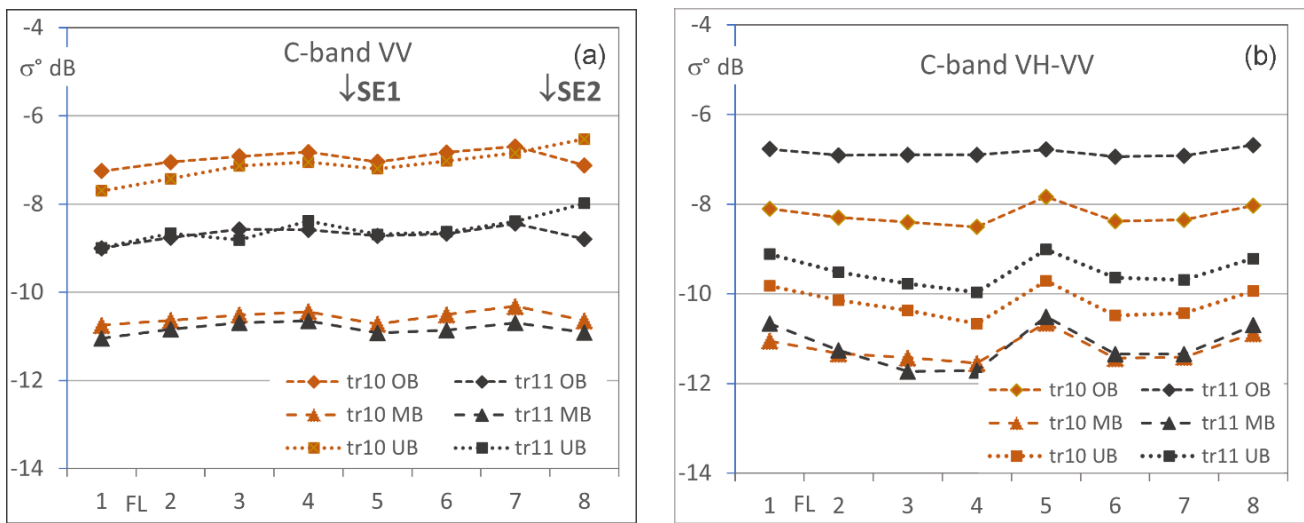 C-band VV
(a)
σ° dB
↓SE1
↓SE2
-4
-6
-8
-10
-12
-14
tr10 OB
tr11 OB
tr10 MB
tr11 MB
tr10 UB
tr11 UB
1 FL 2 3 4 5 6 7 8
C-band VH-VV
(b)
σ° dB
-4
-6
-8
-10
-12
-14
tr10 OB
tr11 OB
tr10 MB
tr11 MB
tr10 UB
tr11 UB
1 FL 2 3 4 5 6 7 8